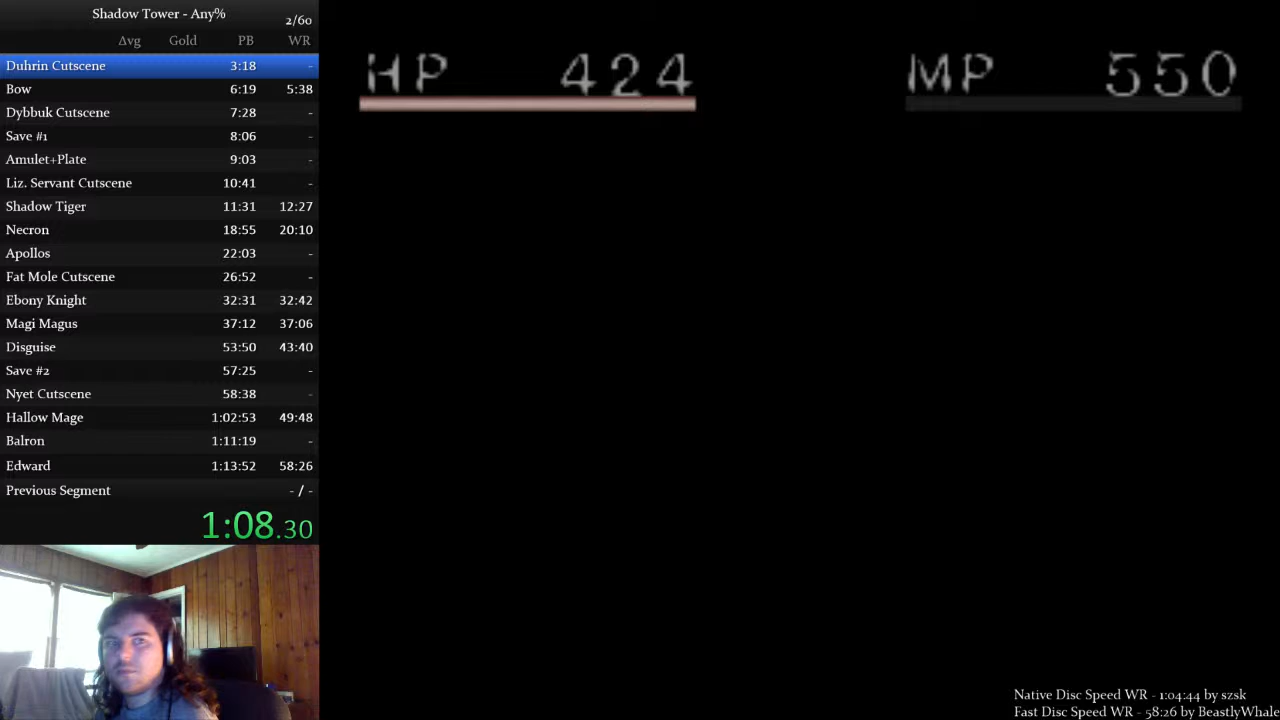 Shadow Tower - Any%
2/60
Δvg Gold PB WR
Duhrin Cutscene 3:18 -
Bow 6:19 5:38
Dybbuk Cutscene 7:28 -
Save #1 8:06 -
Amulet+Plate 9:03 -
Liz. Servant Cutscene 10:41 -
Shadow Tiger 11:31 12:27
Necron 18:55 20:10
Apollos 22:03 -
Fat Mole Cutscene 26:52 -
Ebony Knight 32:31 32:42
Magi Magus 37:12 37:06
Disguise 53:50 43:40
Save #2 57:25 -
Nyet Cutscene 58:38 -
Hallow Mage 1:02:53 49:48
Balron 1:11:19 -
Edward 1:13:52 58:26
Previous Segment - / -
1:08.30
HP 424 MP 550
Native Disc Speed WR - 1:04:44 by szsk
Fast Disc Speed WR - 58:26 by BeastlyWhale